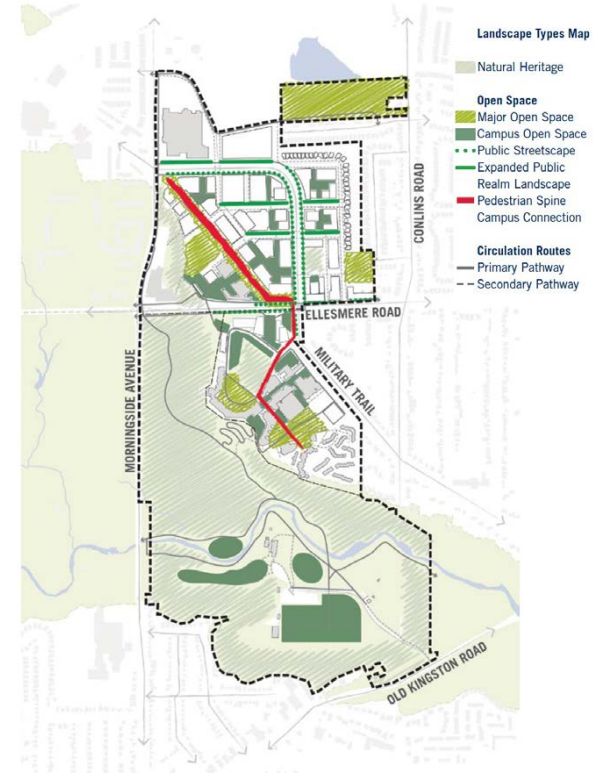 Landscape Types Map
Natural Heritage
Open Space
Major Open Space
Campus Open Space
Public Streetscape
Expanded Public
Realm Landscape
Pedestrian Spine
Campus Connection
Circulation Routes
Primary Pathway
Secondary Pathway
CONLINS ROAD
ELLESMERE ROAD
MILITARY TRAIL
MORNINGSIDE AVENUE
OLD KINGSTON ROAD